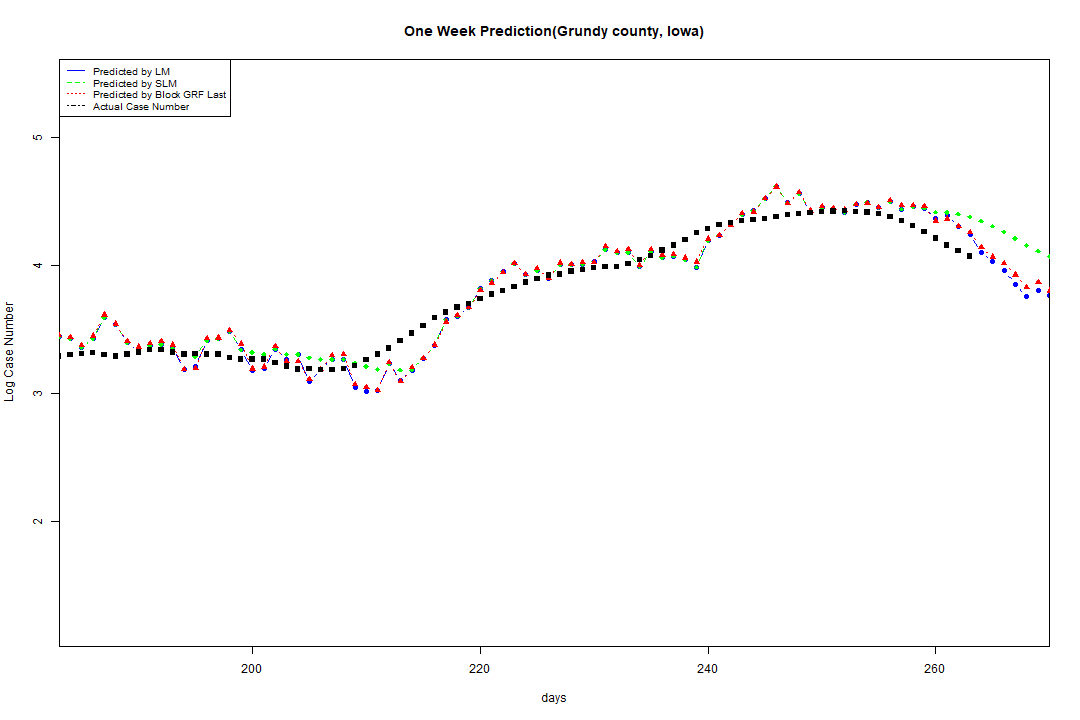 One Week Prediction(Grundy county, Iowa)
Predicted by LM
Predicted by SLM
Predicted by Block GRF Last
Actual Case Number
5
4
3
2
Log Case Number
200 220 240 260
days